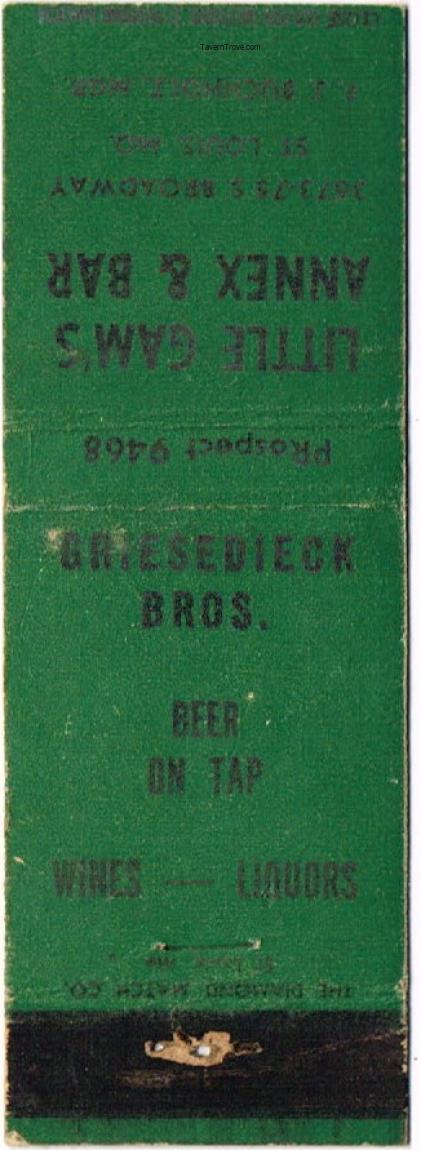 TavernTrove.com
LITTLE GAM'S
ANNEX & BAR
3673-75 S. BROADWAY
ST. LOUIS, MO.
BUCHHOLZ, MGR.
PRospect 9468
GRIESEDIECK
BROS.
BEER
ON TAP
WINES — LIQUORS
THE DIAMOND MATCH CO.